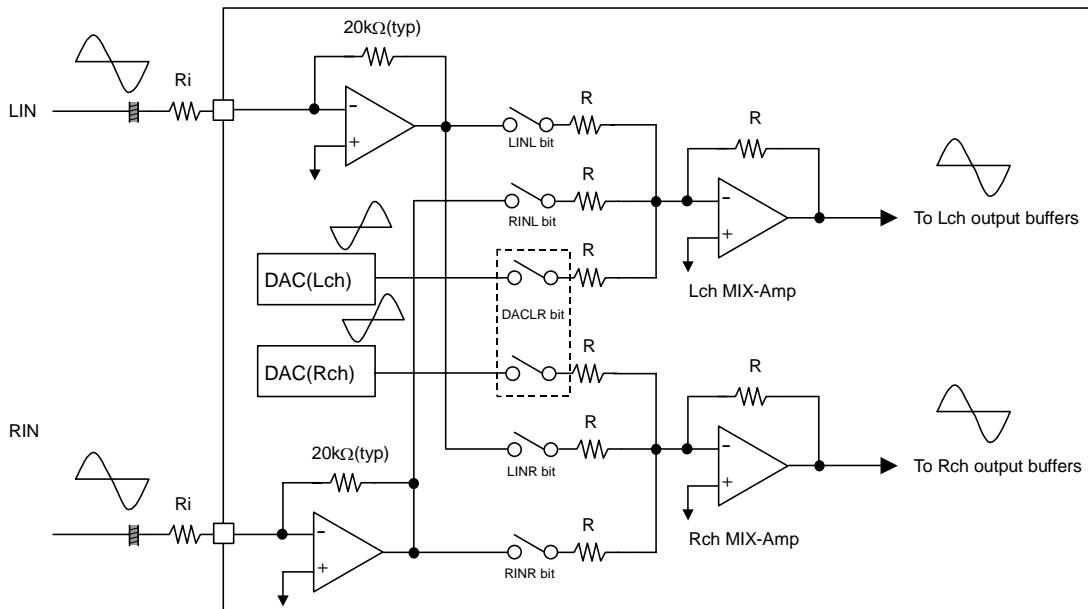 20kΩ(typ)
Ri
LIN
-
+
R
LINL bit
R
RINL bit
R
-
+
To Lch output buffers
R
Lch MIX-Amp
DAC(Lch)
DACLR bit
DAC(Rch)
R
RIN
R
R
-
+
To Rch output buffers
20kΩ(typ)
LINR bit
Ri
-
+
R
Rch MIX-Amp
RINR bit